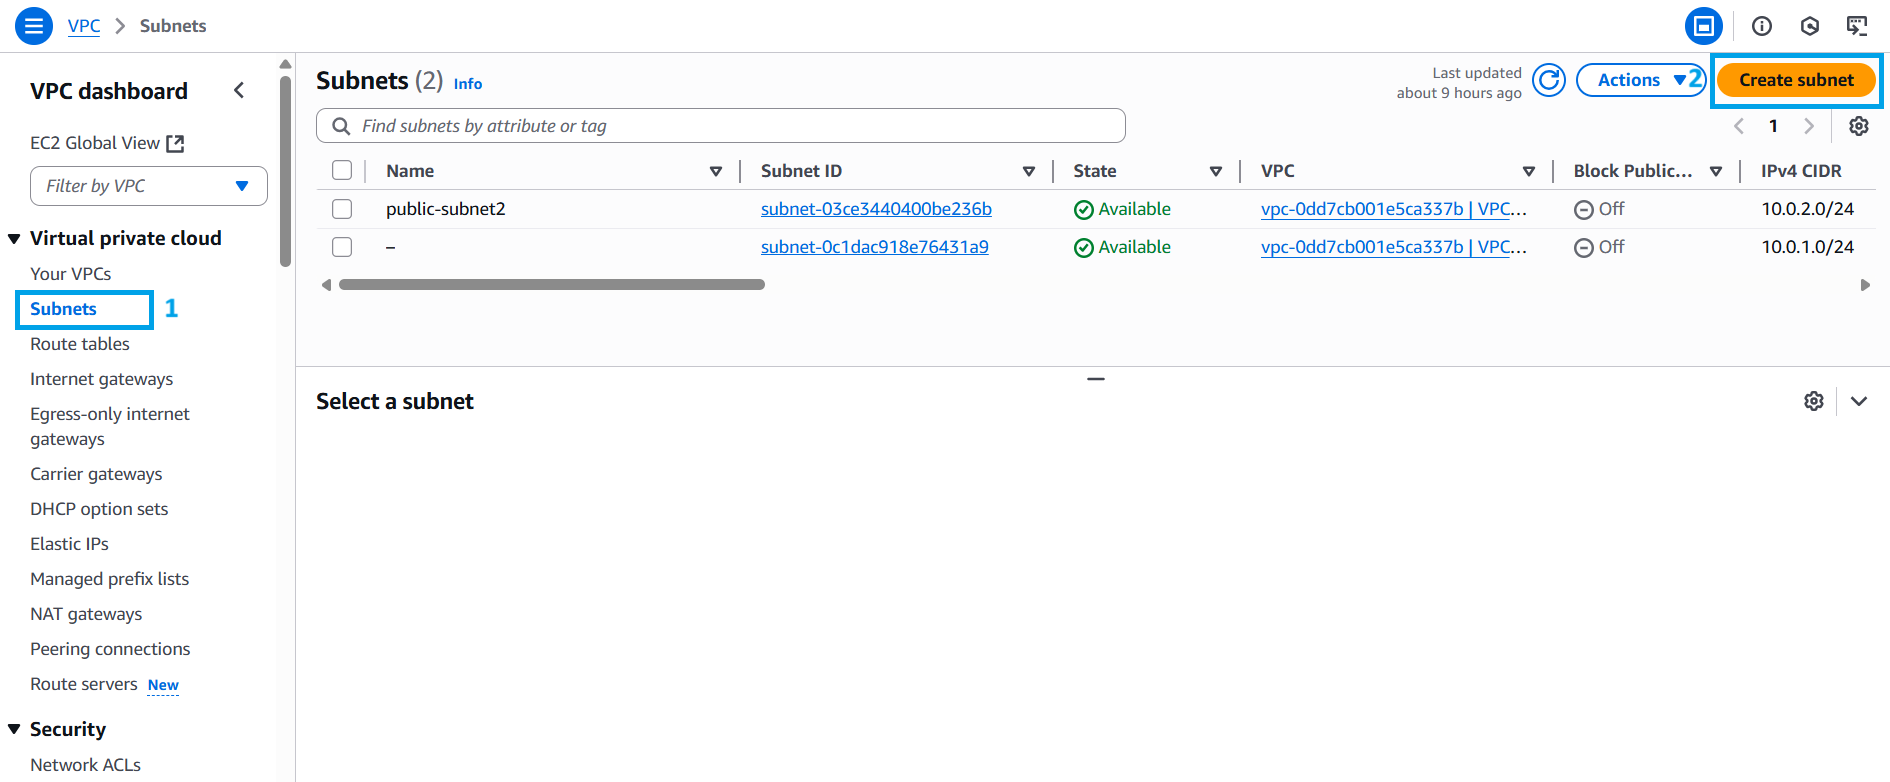 VPC > Subnets
VPC dashboard
EC2 Global View
Filter by VPC
Virtual private cloud
Your VPCs
Subnets 1
Route tables
Internet gateways
Egress-only internet
gateways
Carrier gateways
DHCP option sets
Elastic IPs
Managed prefix lists
NAT gateways
Peering connections
Route servers New
Security
Network ACLs
Subnets (2) Info
Last updated
about 9 hours ago
Actions 2 Create subnet
Find subnets by attribute or tag
1
Name Subnet ID State VPC Block Public... IPv4 CIDR
public-subnet2 subnet-03ce3440400be236b Available vpc-0dd7cb001e5ca337b | VPC... Off 10.0.2.0/24
– subnet-0c1dac918e76431a9 Available vpc-0dd7cb001e5ca337b | VPC... Off 10.0.1.0/24
Select a subnet